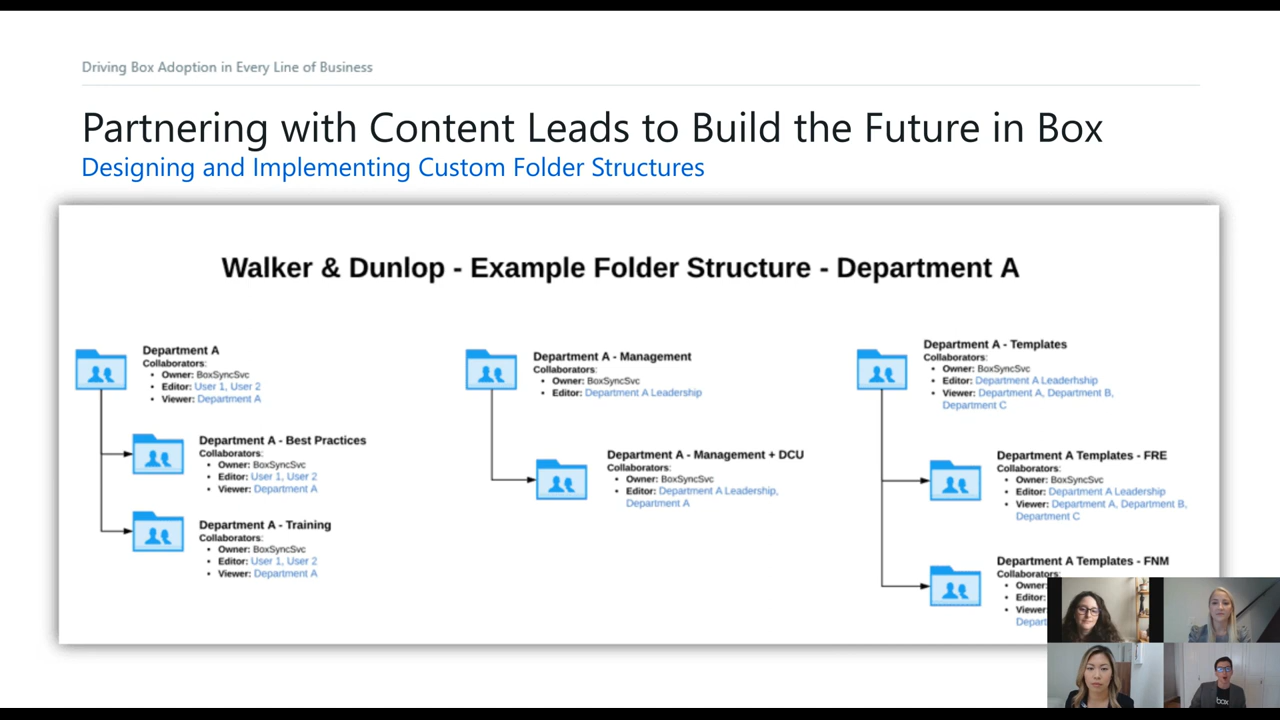 Driving Box Adoption in Every Line of Business
Partnering with Content Leads to Build the Future in Box
Designing and Implementing Custom Folder Structures
Walker & Dunlop - Example Folder Structure - Department A
Department A
Collaborators:
• Owner: BoxSyncSvc
• Editor: User 1, User 2
• Viewer: Department A
Department A - Best Practices
Collaborators:
• Owner: BoxSyncSvc
• Editor: User 1, User 2
• Viewer: Department A
Department A - Training
Collaborators:
• Owner: BoxSyncSvc
• Editor: User 1, User 2
• Viewer: Department A
Department A - Management
Collaborators:
• Owner: BoxSyncSvc
• Editor: Department A Leadership
Department A - Management + DCU
Collaborators:
• Owner: BoxSyncSvc
• Editor: Department A Leadership,
Department A
Department A - Templates
Collaborators:
• Owner: BoxSyncSvc
• Editor: Department A Leaderhship
• Viewer: Department A, Department B,
Department C
Department A Templates - FRE
Collaborators:
• Owner: BoxSyncSvc
• Editor: Department A Leadership
• Viewer: Department A, Department B,
Department C
Department A Templates - FNM
Collaborators:
• Owner:
• Editor:
• Viewer:
box